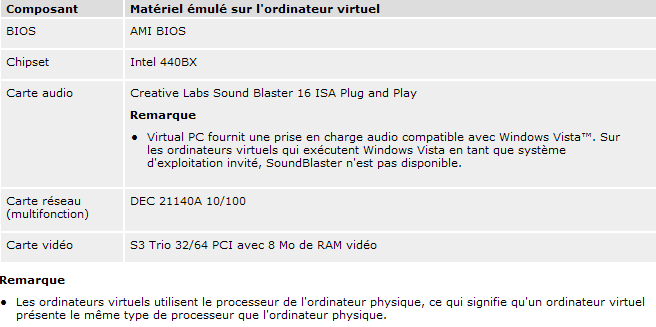 Composant Matériel émulé sur l'ordinateur virtuel
BIOS AMI BIOS
Chipset Intel 440BX
Carte audio Creative Labs Sound Blaster 16 ISA Plug and Play
Remarque
• Virtual PC fournit une prise en charge audio compatible avec Windows Vista™. Sur
les ordinateurs virtuels qui exécutent Windows Vista en tant que système
d'exploitation invité, SoundBlaster n'est pas disponible.
Carte réseau DEC 21140A 10/100
(multifonction)
Carte vidéo S3 Trio 32/64 PCI avec 8 Mo de RAM vidéo
Remarque
• Les ordinateurs virtuels utilisent le processeur de l'ordinateur physique, ce qui signifie qu'un ordinateur virtuel
présente le même type de processeur que l'ordinateur physique.